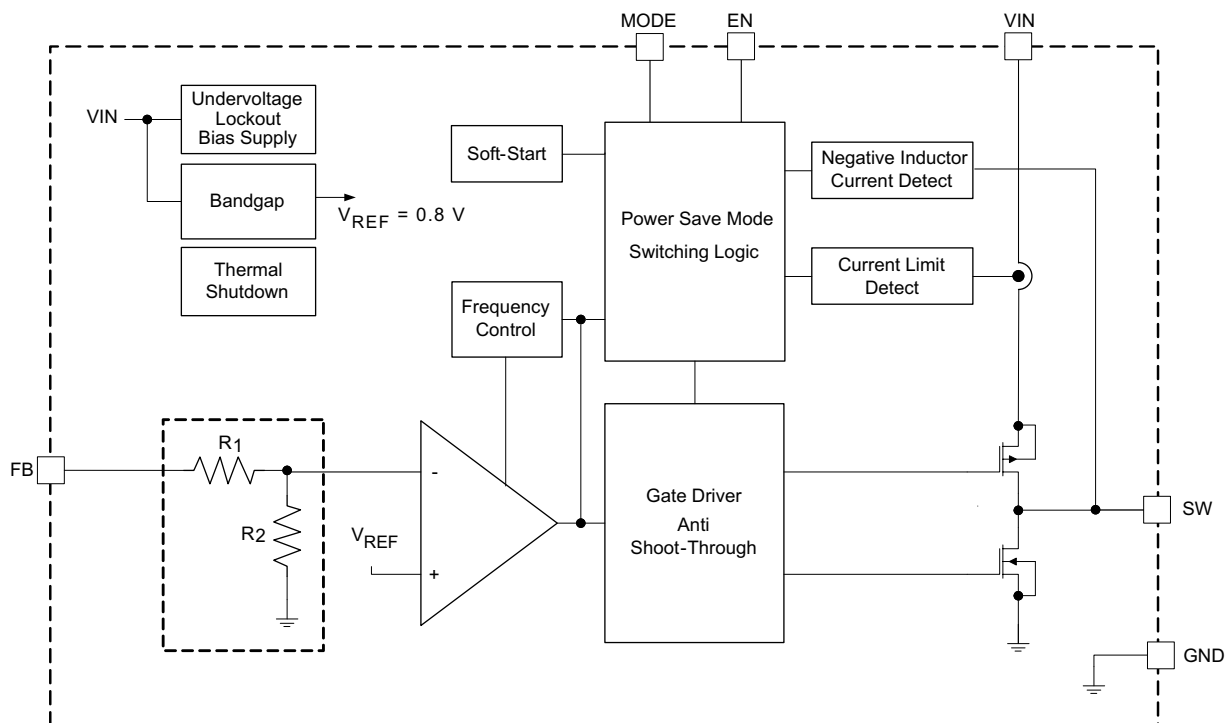 MODE EN VIN
Undervoltage
Lockout
Bias Supply
VIN
Bandgap
VREF = 0.8 V
Thermal
Shutdown
Soft-Start
Power Save Mode
Switching Logic
Negative Inductor
Current Detect
Current Limit
Detect
Frequency
Control
FB
R1
R2
VREF
-
+
Gate Driver
Anti
Shoot-Through
SW
GND